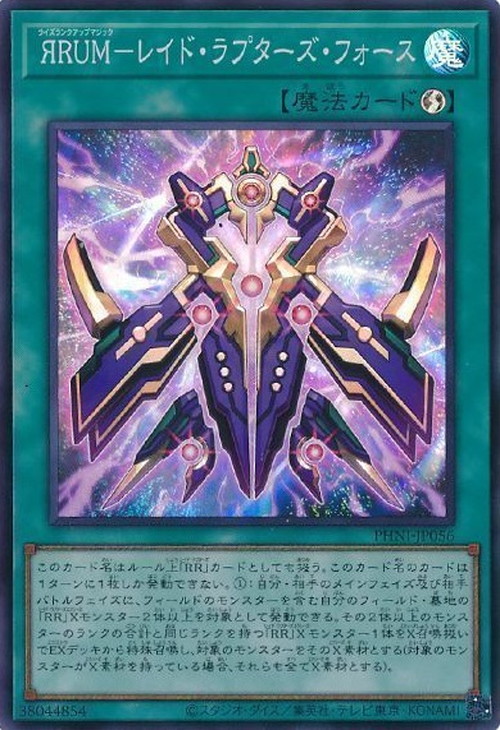 ライズランクアップマジック
ЯRUM－レイド・ラプターズ・フォース
魔
【魔法カード】
PHNI-JP056
このカード名はルール上「RR」カードとしても扱う。このカード名のカードは
1ターンに1枚しか発動できない。①:自分・相手のメインフェイズ及び相手
バトルフェイズに、フィールドのモンスターを含む自分のフィールド・墓地の
「RR」Xモンスター2体以上を対象として発動できる。その2体以上のモンス
ターのランクの合計と同じランクを持つ「RR」Xモンスター1体をX召喚扱い
でEXデッキから特殊召喚し、対象のモンスターをそのX素材とする(対象のモン
スターがX素材を持っている場合、それらも全てX素材とする)。
38044854
©スタジオ・ダイス/集英社・テレビ東京・KONAMI